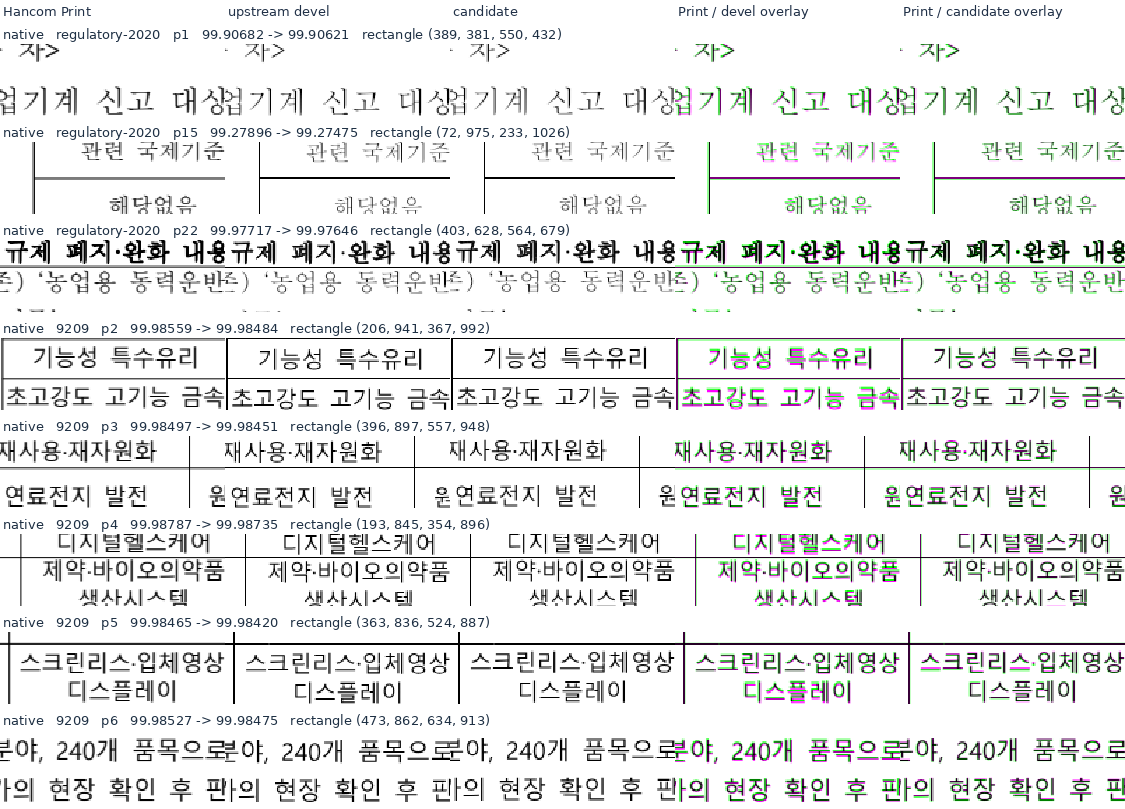 Hancom Print upstream devel candidate Print / devel overlay Print / candidate overlay
native regulatory-2020 p1 99.90682 -> 99.90621 rectangle (389, 381, 550, 432)
자> 자> 자> 자> 자>
업기계 신고 대상 업기계 신고 대상 업기계 신고 대상 업기계 신고 대상 업기계 신고 대상
native regulatory-2020 p15 99.27896 -> 99.27475 rectangle (72, 975, 233, 1026)
관련 국제기준 관련 국제기준 관련 국제기준 관련 국제기준 관련 국제기준
해당없음 해당없음 해당없음 해당없음 해당없음
native regulatory-2020 p22 99.97717 -> 99.97646 rectangle (403, 628, 564, 679)
규제 폐지·완화 내용 규제 폐지·완화 내용 규제 폐지·완화 내용 규제 폐지·완화 내용 규제 폐지·완화 내용
존) ‘농업용 동력운반 존) ‘농업용 동력운반 존) ‘농업용 동력운반 존) ‘농업용 동력운반 존) ‘농업용 동력운반
native 9209 p2 99.98559 -> 99.98484 rectangle (206, 941, 367, 992)
기능성 특수유리 기능성 특수유리 기능성 특수유리 기능성 특수유리 기능성 특수유리
초고강도 고기능 금속 초고강도 고기능 금속 초고강도 고기능 금속 초고강도 고기능 금속 초고강도 고기능 금속
native 9209 p3 99.98497 -> 99.98451 rectangle (396, 897, 557, 948)
재사용·재자원화 재사용·재자원화 재사용·재자원화 재사용·재자원화 재사용·재자원화
연료전지 발전 원 연료전지 발전 원 연료전지 발전 원 연료전지 발전 원 연료전지 발전
native 9209 p4 99.98787 -> 99.98735 rectangle (193, 845, 354, 896)
디지털헬스케어 디지털헬스케어 디지털헬스케어 디지털헬스케어 디지털헬스케어
제약·바이오의약품 제약·바이오의약품 제약·바이오의약품 제약·바이오의약품 제약·바이오의약품
생산시스템 생산시스템 생산시스템 생산시스템 생산시스템
native 9209 p5 99.98465 -> 99.98420 rectangle (363, 836, 524, 887)
스크린리스·입체영상 스크린리스·입체영상 스크린리스·입체영상 스크린리스·입체영상 스크린리스·입체영상
디스플레이 디스플레이 디스플레이 디스플레이 디스플레이
native 9209 p6 99.98527 -> 99.98475 rectangle (473, 862, 634, 913)
분야, 240개 품목으로 분야, 240개 품목으로 분야, 240개 품목으로 분야, 240개 품목으로 분야, 240개 품목으로
의 현장 확인 후 판 의 현장 확인 후 판 의 현장 확인 후 판 의 현장 확인 후 판 의 현장 확인 후 판